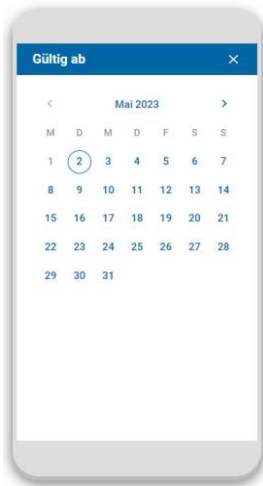 Gültig ab ×
< Mai 2023 >
M D M D F S S
1 2 3 4 5 6 7
8 9 10 11 12 13 14
15 16 17 18 19 20 21
22 23 24 25 26 27 28
29 30 31